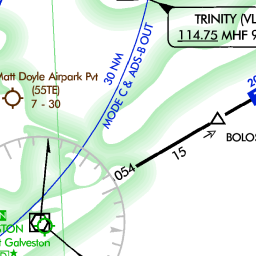 TRINITY (VL
114.75 MHF 9
30 NM
MODE C & ADS-B OUT
Matt Doyle Airpark Pvt
(55TE)
7 - 30
20
BOLOS
15
054
STON
t Galveston